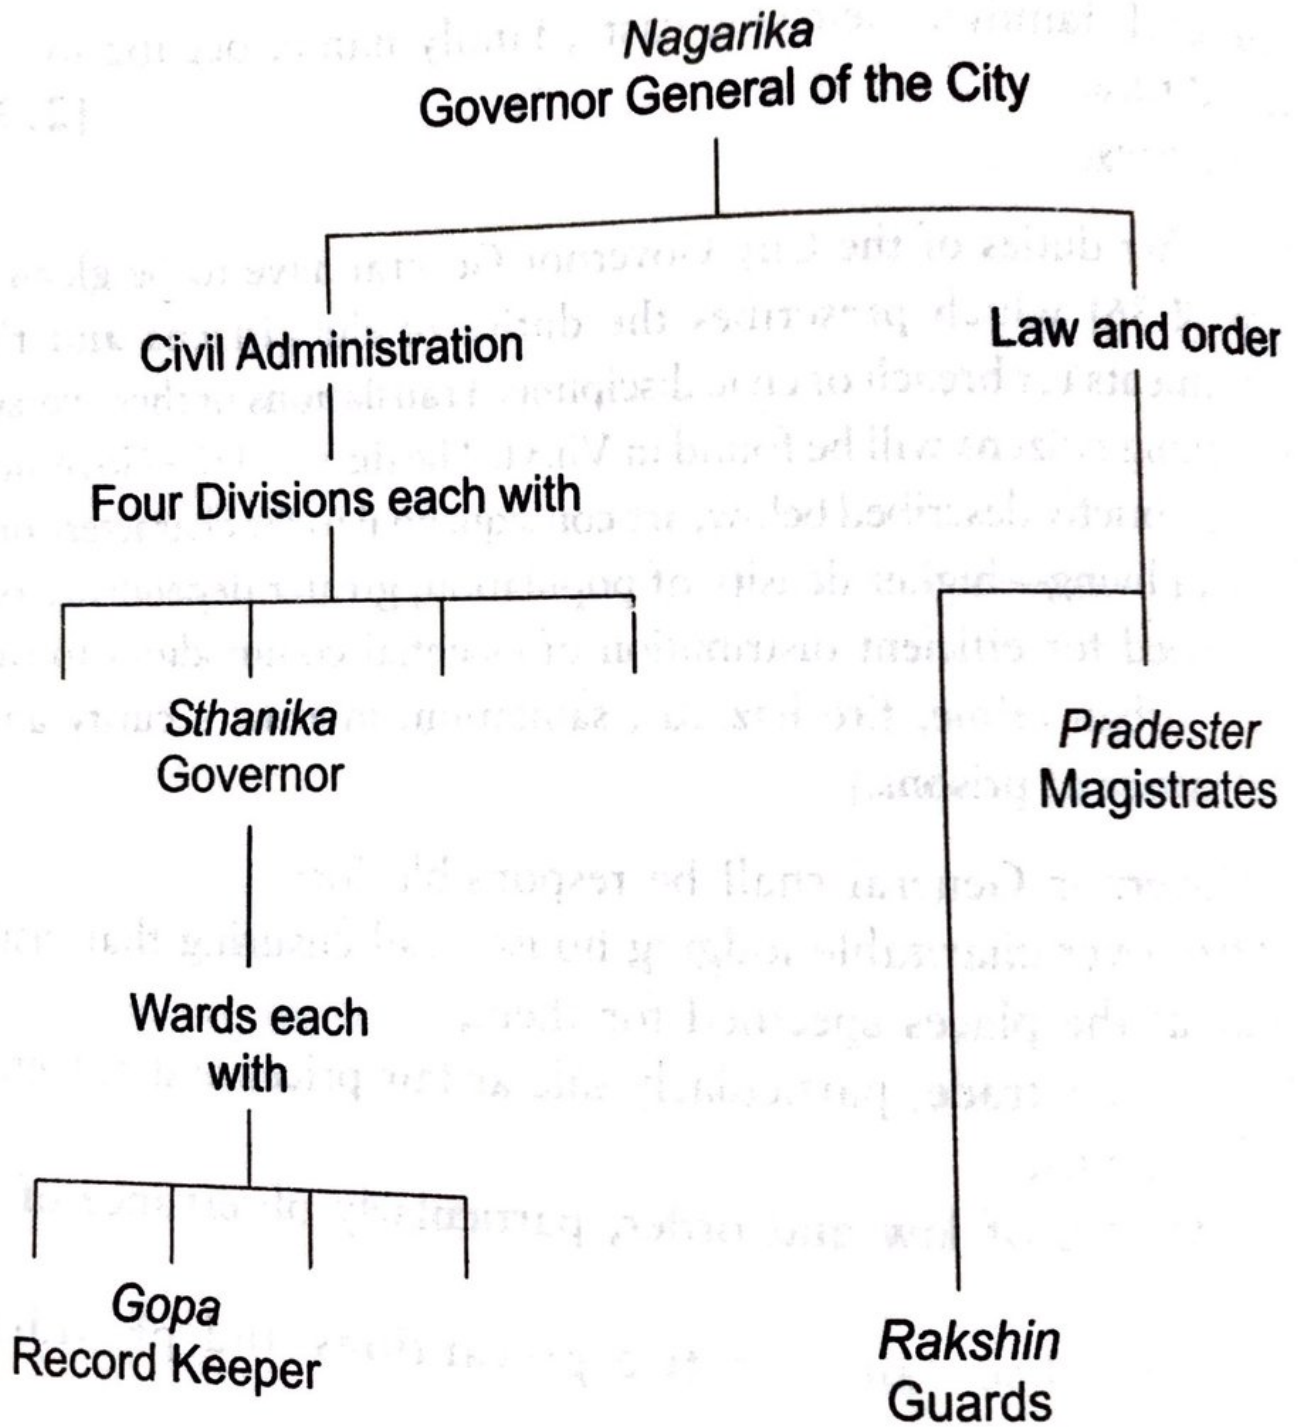 Nagarika
Governor General of the City
Civil Administration
Law and order
Four Divisions each with
Sthanika
Governor
Pradester
Magistrates
Wards each
with
Gopa
Record Keeper
Rakshin
Guards